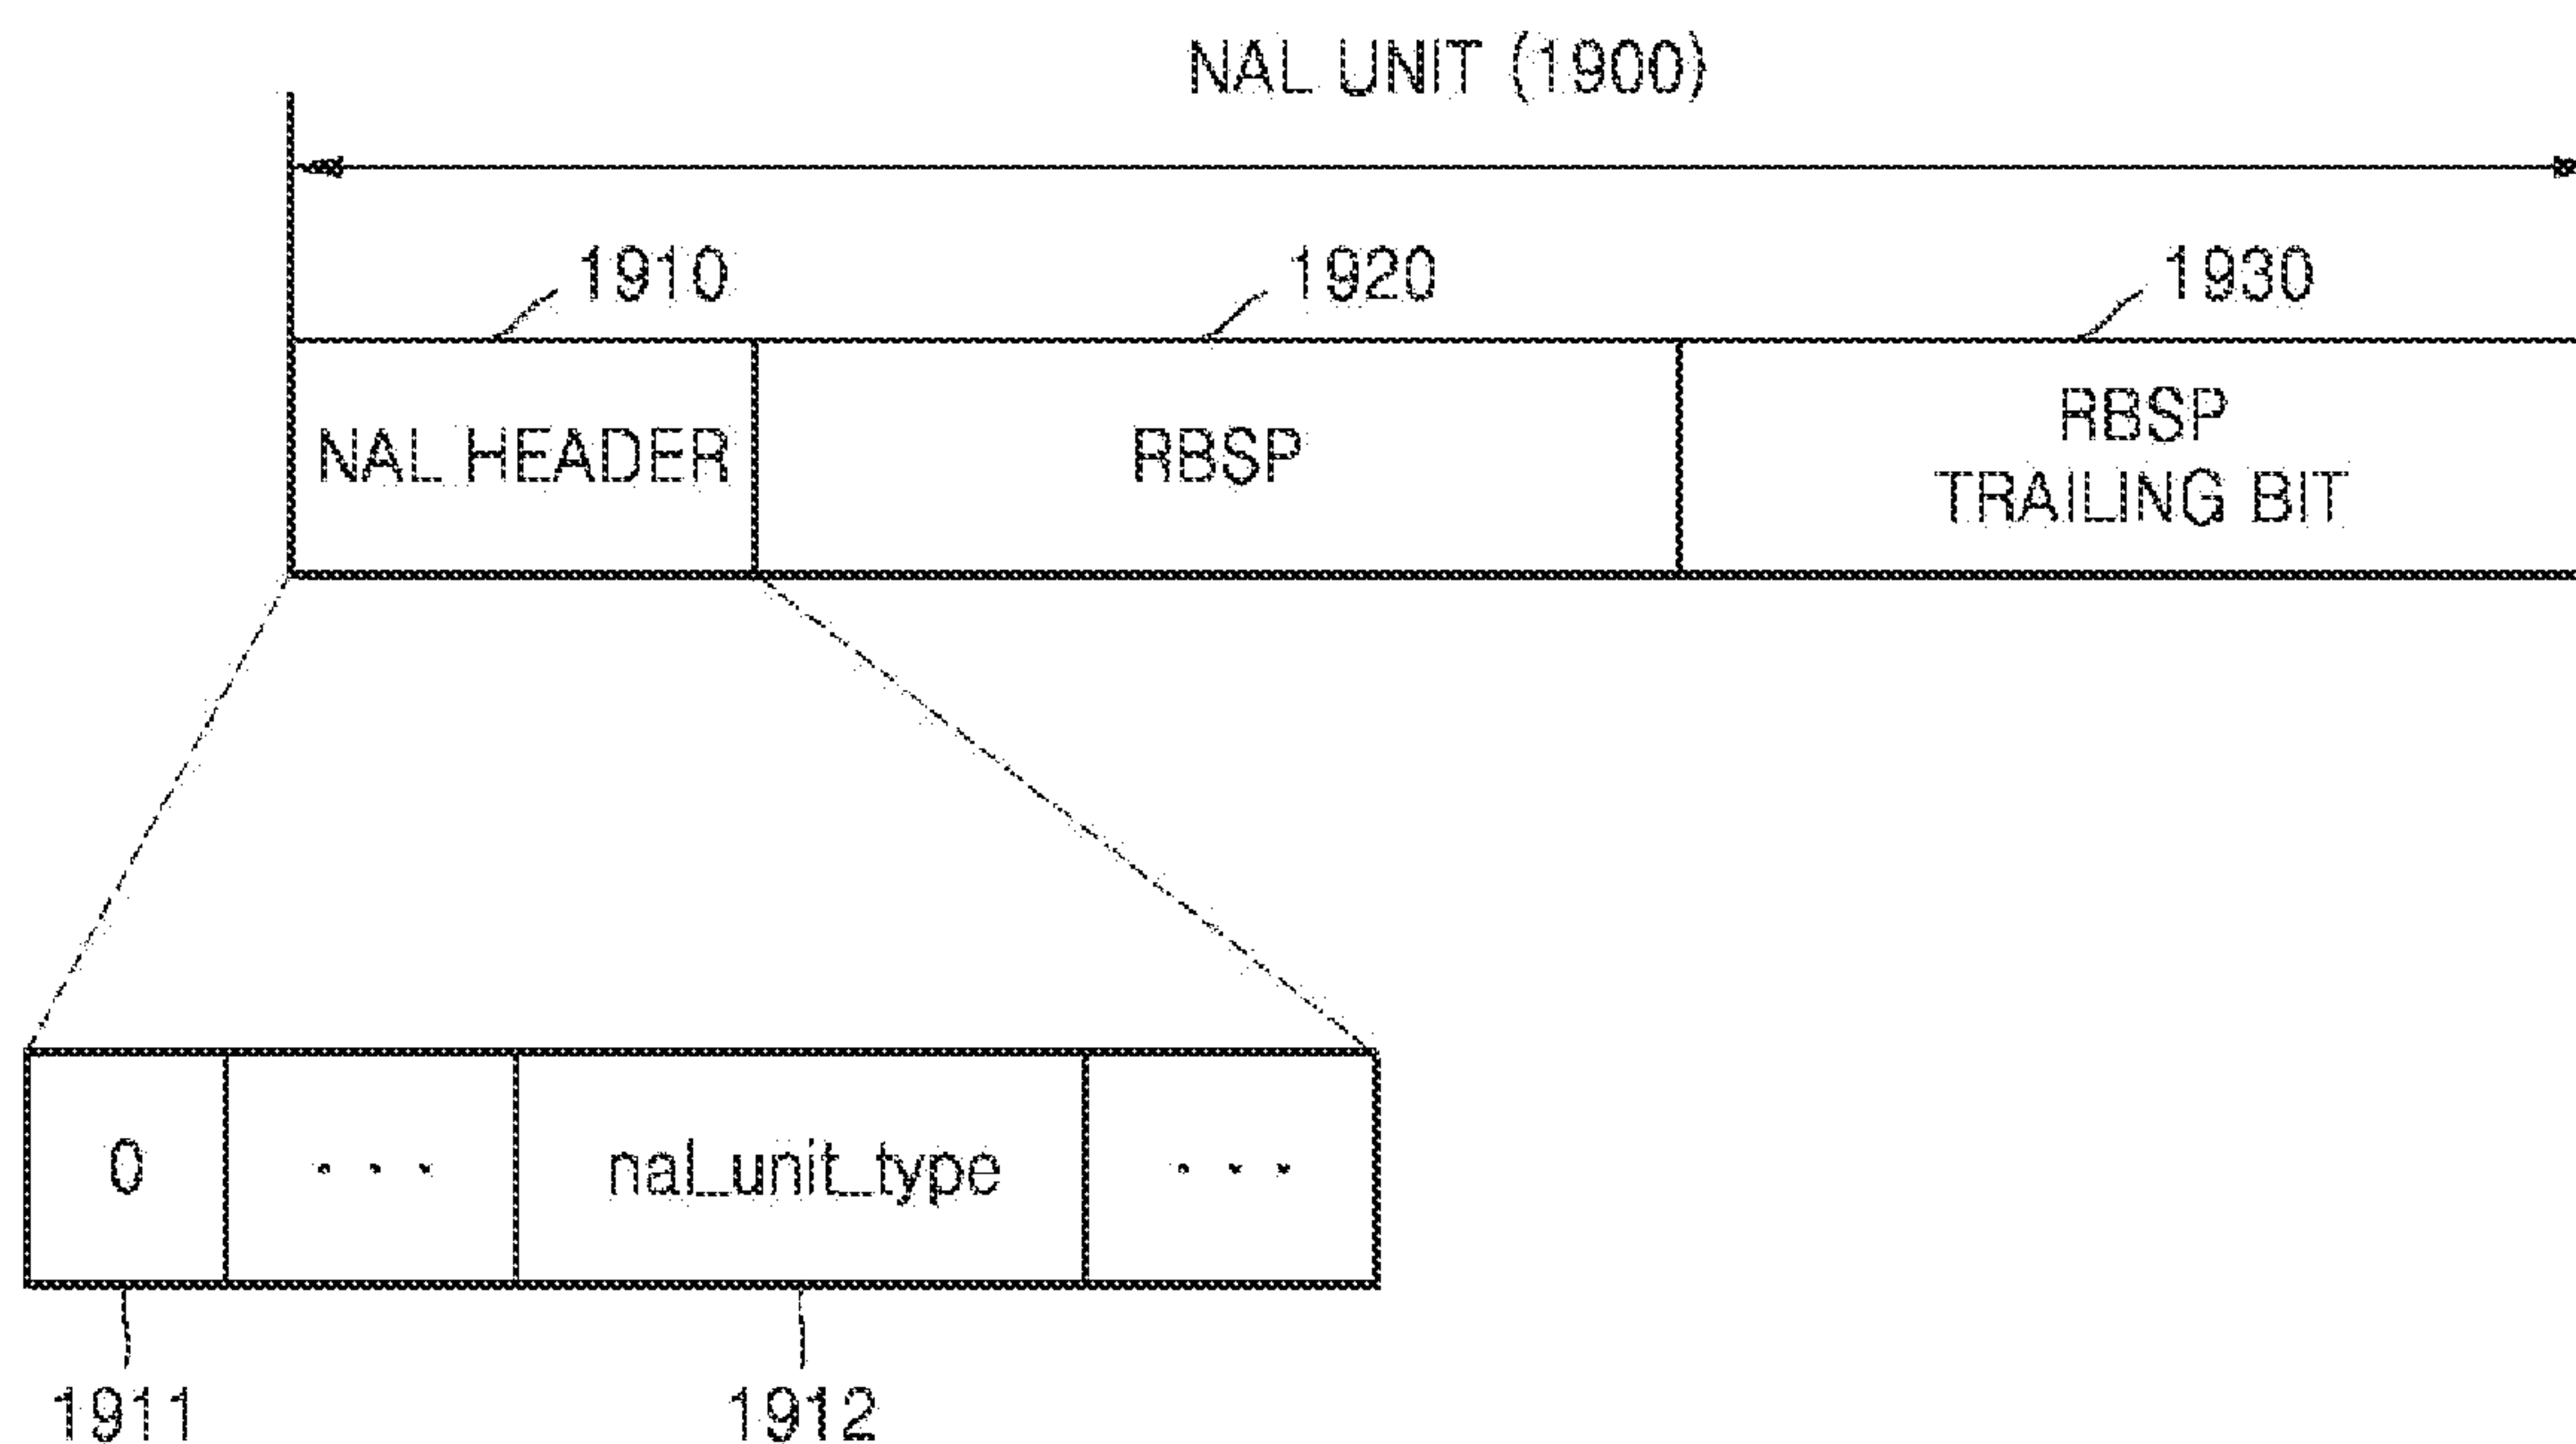 NAL UNIT (1900)
1910
1920
1930
NAL HEADER
RBSP
RBSP
TRAILING BIT
0
. . .
nal_unit_type
. . .
1911
1912